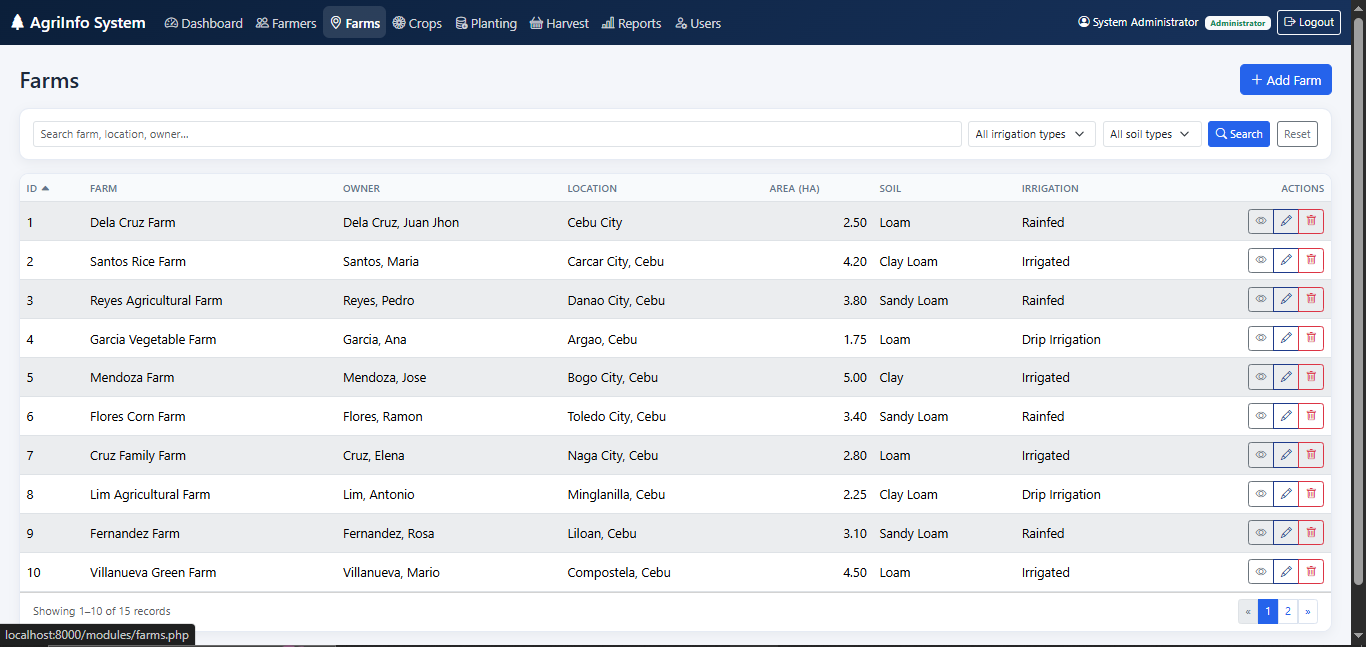 AgriInfo System Dashboard Farmers Farms Crops Planting Harvest Reports Users System Administrator Administrator Logout
Farms + Add Farm
Search farm, location, owner... All irrigation types All soil types Search Reset
ID FARM OWNER LOCATION AREA (HA) SOIL IRRIGATION ACTIONS
1 Dela Cruz Farm Dela Cruz, Juan Jhon Cebu City 2.50 Loam Rainfed
2 Santos Rice Farm Santos, Maria Carcar City, Cebu 4.20 Clay Loam Irrigated
3 Reyes Agricultural Farm Reyes, Pedro Danao City, Cebu 3.80 Sandy Loam Rainfed
4 Garcia Vegetable Farm Garcia, Ana Argao, Cebu 1.75 Loam Drip Irrigation
5 Mendoza Farm Mendoza, Jose Bogo City, Cebu 5.00 Clay Irrigated
6 Flores Corn Farm Flores, Ramon Toledo City, Cebu 3.40 Sandy Loam Rainfed
7 Cruz Family Farm Cruz, Elena Naga City, Cebu 2.80 Loam Irrigated
8 Lim Agricultural Farm Lim, Antonio Minglanilla, Cebu 2.25 Clay Loam Drip Irrigation
9 Fernandez Farm Fernandez, Rosa Liloan, Cebu 3.10 Sandy Loam Rainfed
10 Villanueva Green Farm Villanueva, Mario Compostela, Cebu 4.50 Loam Irrigated
Showing 1–10 of 15 records « 1 2 »
localhost:8000/modules/farms.php